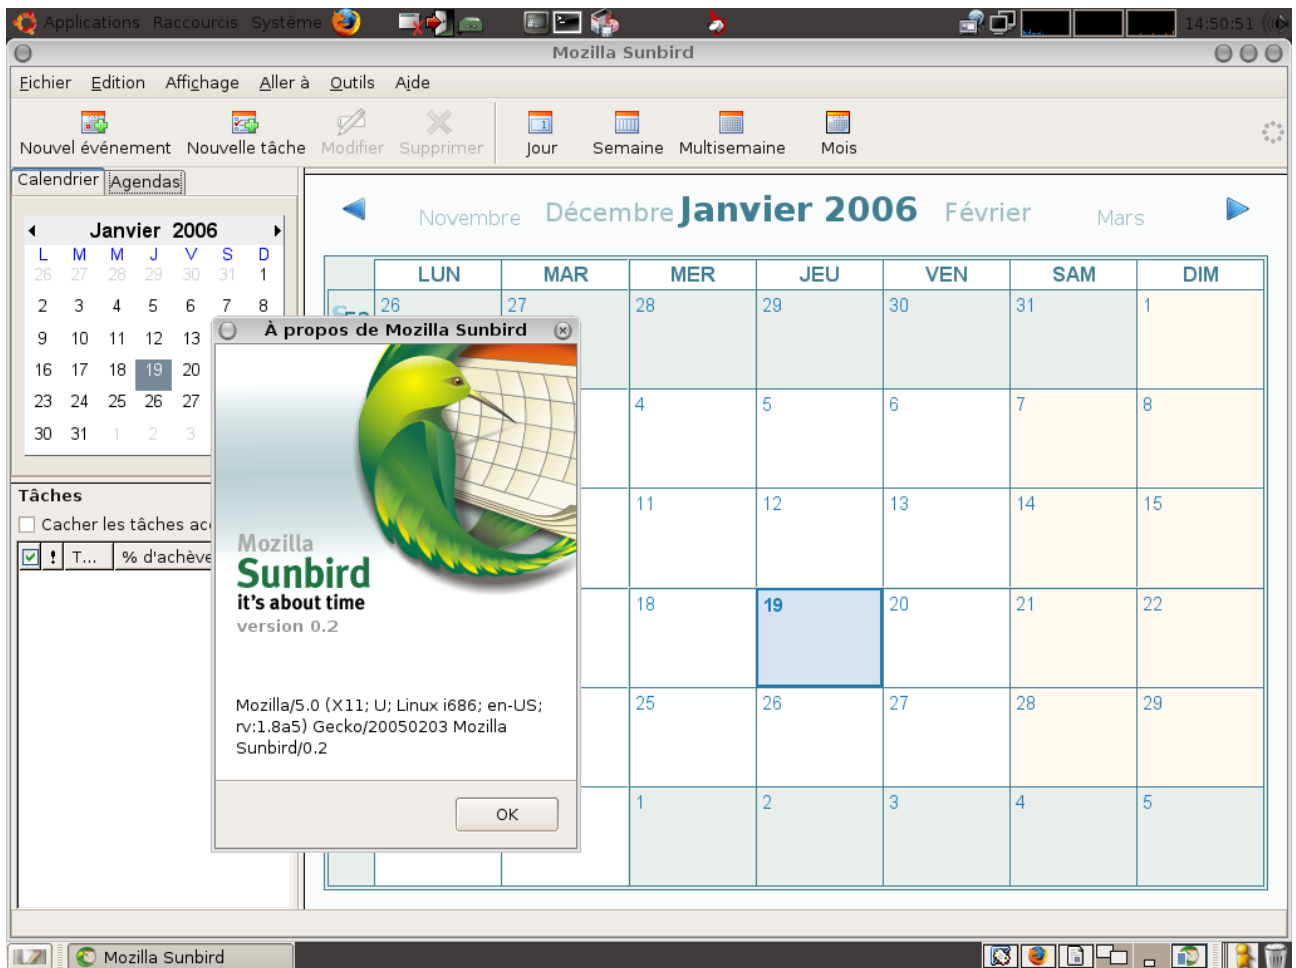 Applications Raccourcis Système
14:50:51
Mozilla Sunbird
Fichier Edition Affichage Aller à Outils Aide
Nouvel événement Nouvelle tâche Modifier Supprimer Jour Semaine Multisemaine Mois
Calendrier Agendas
Janvier 2006
L M M J V S D
26 27 28 29 30 31 1
2 3 4 5 6 7 8
9 10 11 12 13
16 17 18 19 20
23 24 25 26 27
30 31 1 2 3
Tâches
Cacher les tâches
! T... % d'achève
Novembre Décembre Janvier 2006 Février Mars
LUN MAR MER JEU VEN SAM DIM
26 27 28 29 30 31 1
4 5 6 7 8
11 12 13 14 15
18 19 20 21 22
25 26 27 28 29
1 2 3 4 5
À propos de Mozilla Sunbird
Mozilla
Sunbird
it's about time
version 0.2
Mozilla/5.0 (X11; U; Linux i686; en-US;
rv:1.8a5) Gecko/20050203 Mozilla
Sunbird/0.2
OK
Mozilla Sunbird